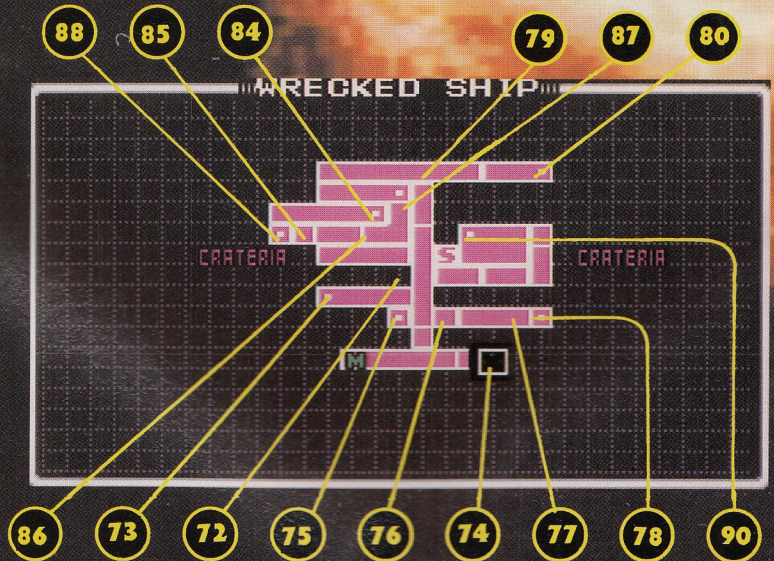 88 85 84 79 87 80
WRECKED SHIP
CRATERIA S CRATERIA
M
86 73 72 75 76 74 77 78 90